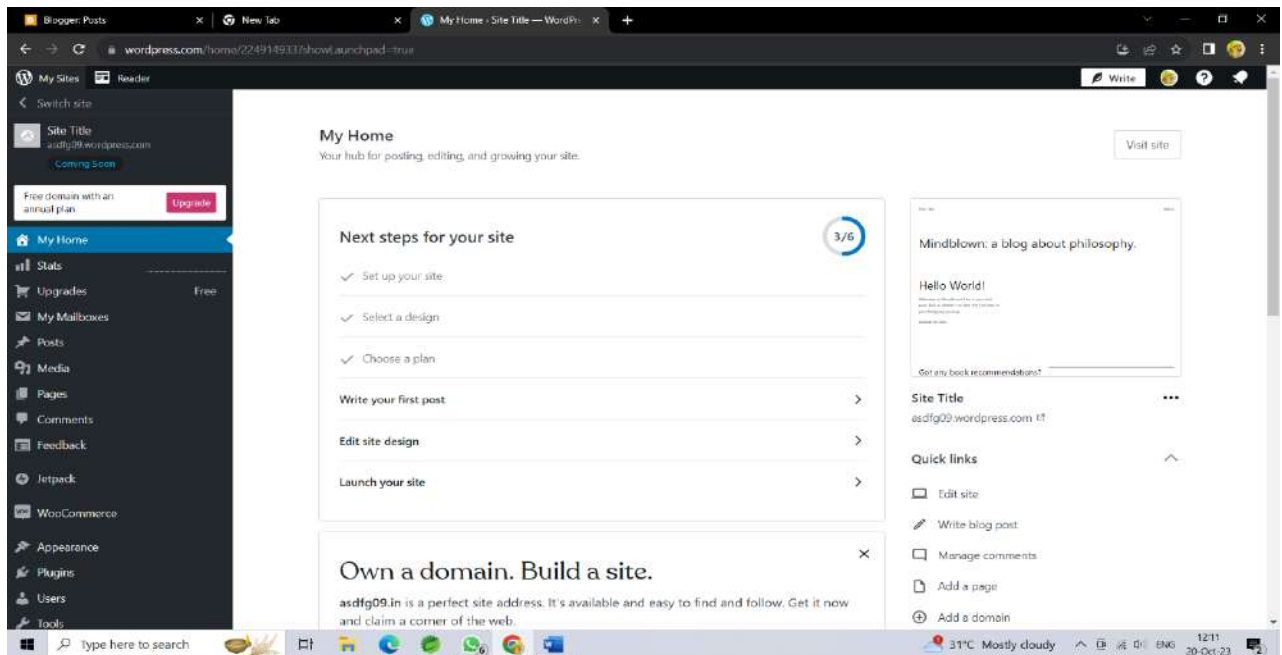 Blogger: Posts
New Tab
My Home ‹ Site Title — WordPr
wordpress.com/home/224914933?showLaunchpad=true
My Sites
Reader
Write
Switch site
Site Title
asdfg09.wordpress.com
Coming Soon
Free domain with an
annual plan
Upgrade
My Home
Stats
Upgrades Free
My Mailboxes
Posts
Media
Pages
Comments
Feedback
Jetpack
WooCommerce
Appearance
Plugins
Users
Tools
My Home
Your hub for posting, editing, and growing your site.
Visit site
Next steps for your site
3/6
Set up your site
Select a design
Choose a plan
Write your first post
Edit site design
Launch your site
Own a domain. Build a site.
asdfg09.in is a perfect site address. It's available and easy to find and follow. Get it now
and claim a corner of the web.
Mindblown: a blog about philosophy.
Hello World!
Got any book recommendations?
Site Title
asdfg09.wordpress.com
Quick links
Edit site
Write blog post
Manage comments
Add a page
Add a domain
Type here to search
31°C Mostly cloudy
ENG
12:11
20-Oct-23